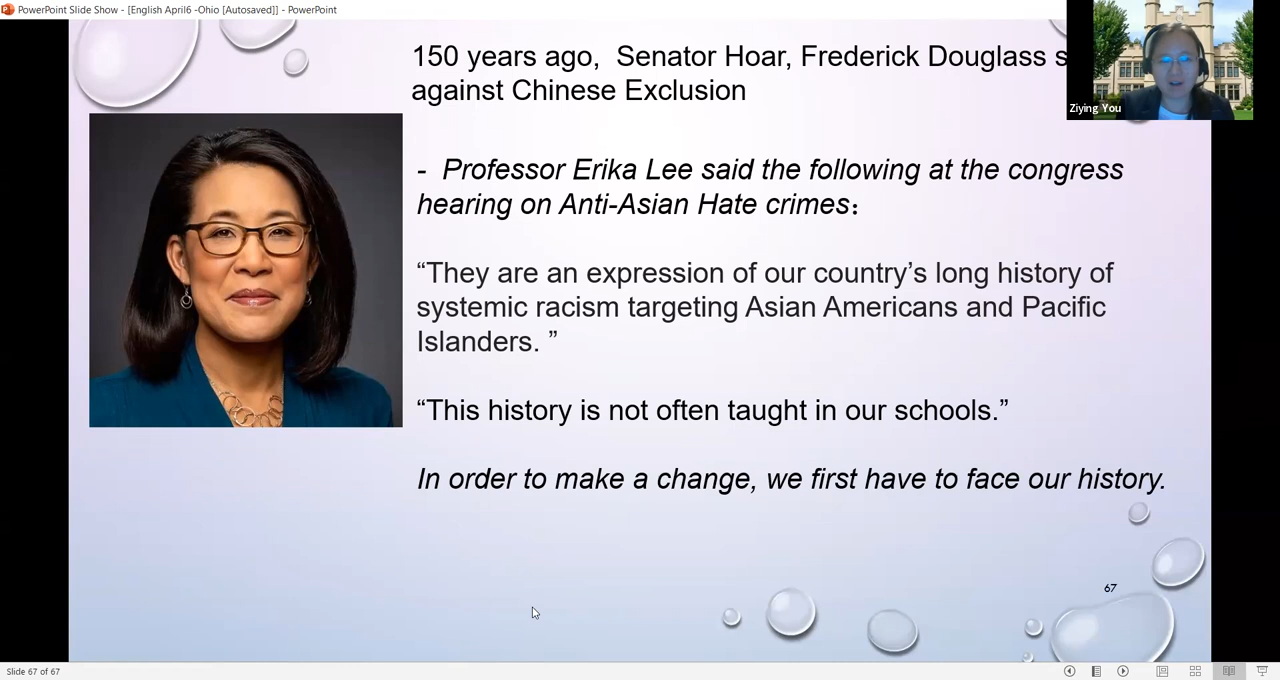 PowerPoint Slide Show - [English April6 -Ohio [Autosaved]] - PowerPoint
150 years ago, Senator Hoar, Frederick Douglass s
against Chinese Exclusion
Ziying You
- Professor Erika Lee said the following at the congress
hearing on Anti-Asian Hate crimes：
“They are an expression of our country’s long history of
systemic racism targeting Asian Americans and Pacific
Islanders. ”
“This history is not often taught in our schools.”
In order to make a change, we first have to face our history.
67
Slide 67 of 67